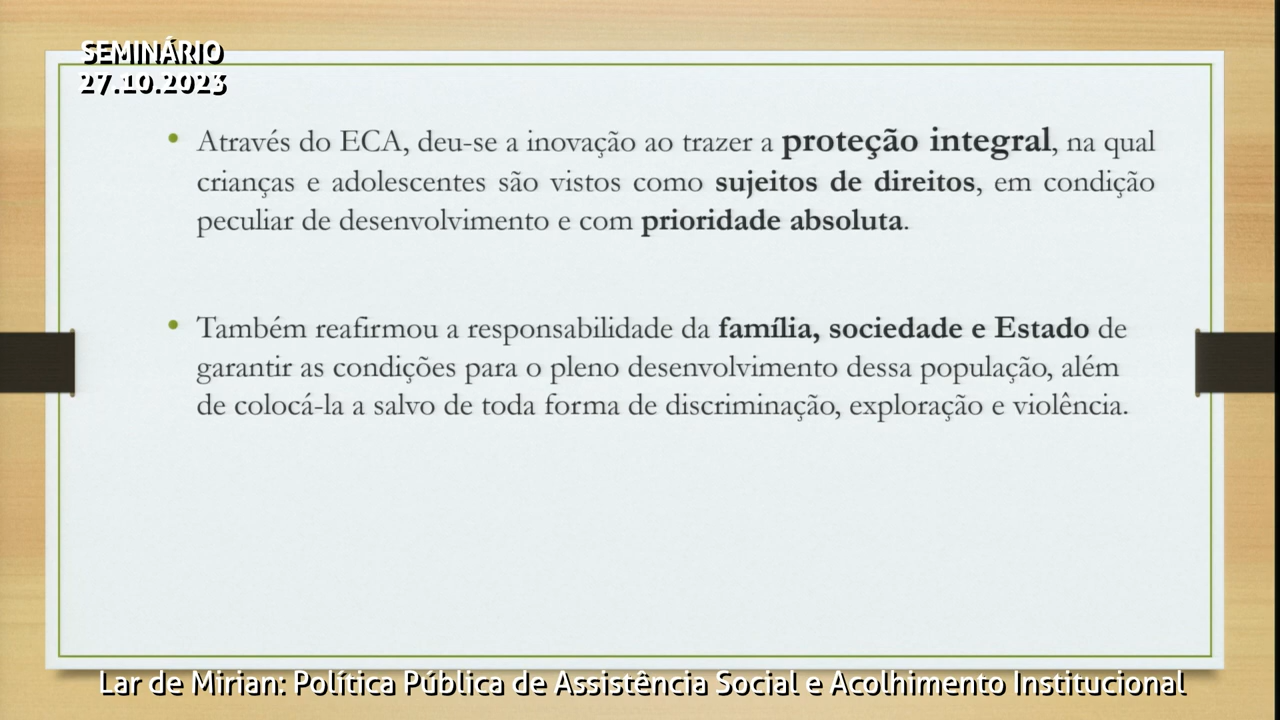 SEMINÁRIO
27.10.2023
• Através do ECA, deu-se a inovação ao trazer a proteção integral, na qual
crianças e adolescentes são vistos como sujeitos de direitos, em condição
peculiar de desenvolvimento e com prioridade absoluta.
• Também reafirmou a responsabilidade da família, sociedade e Estado de
garantir as condições para o pleno desenvolvimento dessa população, além
de colocá-la a salvo de toda forma de discriminação, exploração e violência.
Lar de Mirian: Política Pública de Assistência Social e Acolhimento Institucional